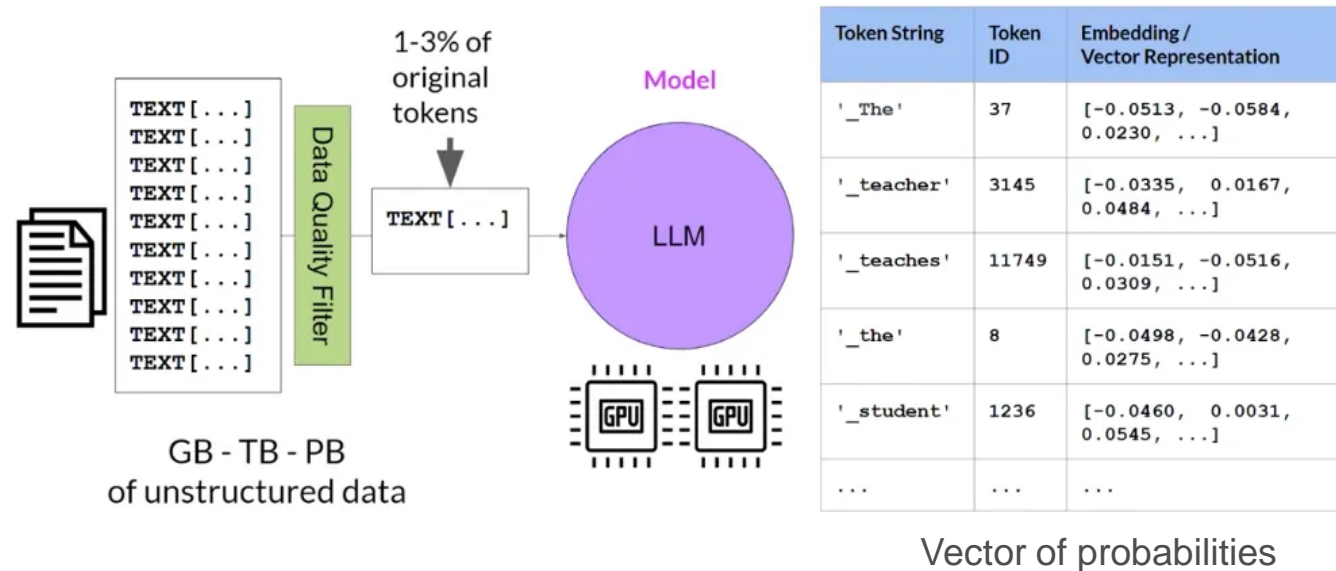 TEXT[...]
TEXT[...]
TEXT[...]
TEXT[...]
TEXT[...]
TEXT[...]
TEXT[...]
TEXT[...]
TEXT[...]
TEXT[...]
GB - TB - PB
of unstructured data
Data Quality Filter
1-3% of
original
tokens
TEXT[...]
Model
LLM
GPU
GPU
Token String
Token
ID
Embedding /
Vector Representation
'_The'
37
[-0.0513, -0.0584,
0.0230, ...]
'_teacher'
3145
[-0.0335, 0.0167,
0.0484, ...]
'_teaches'
11749
[-0.0151, -0.0516,
0.0309, ...]
'_the'
8
[-0.0498, -0.0428,
0.0275, ...]
'_student'
1236
[-0.0460, 0.0031,
0.0545, ...]
...
...
...
Vector of probabilities